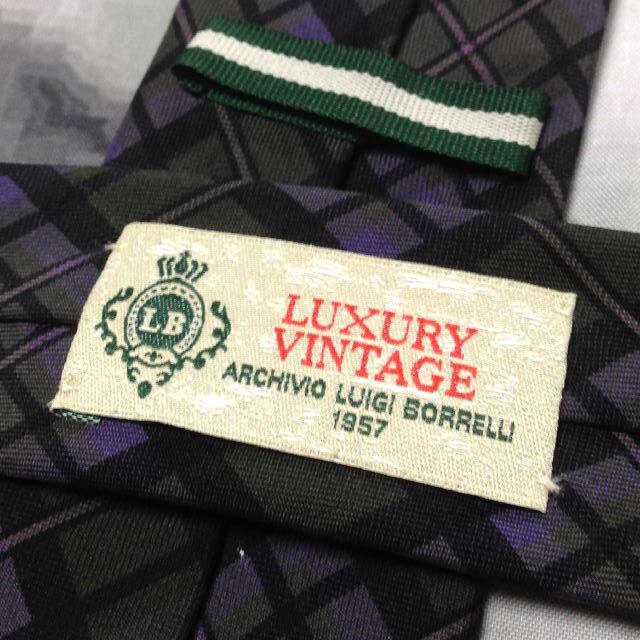 LB
LUXURY
VINTAGE
ARCHIVIO LUIGI BORRELLI
1957